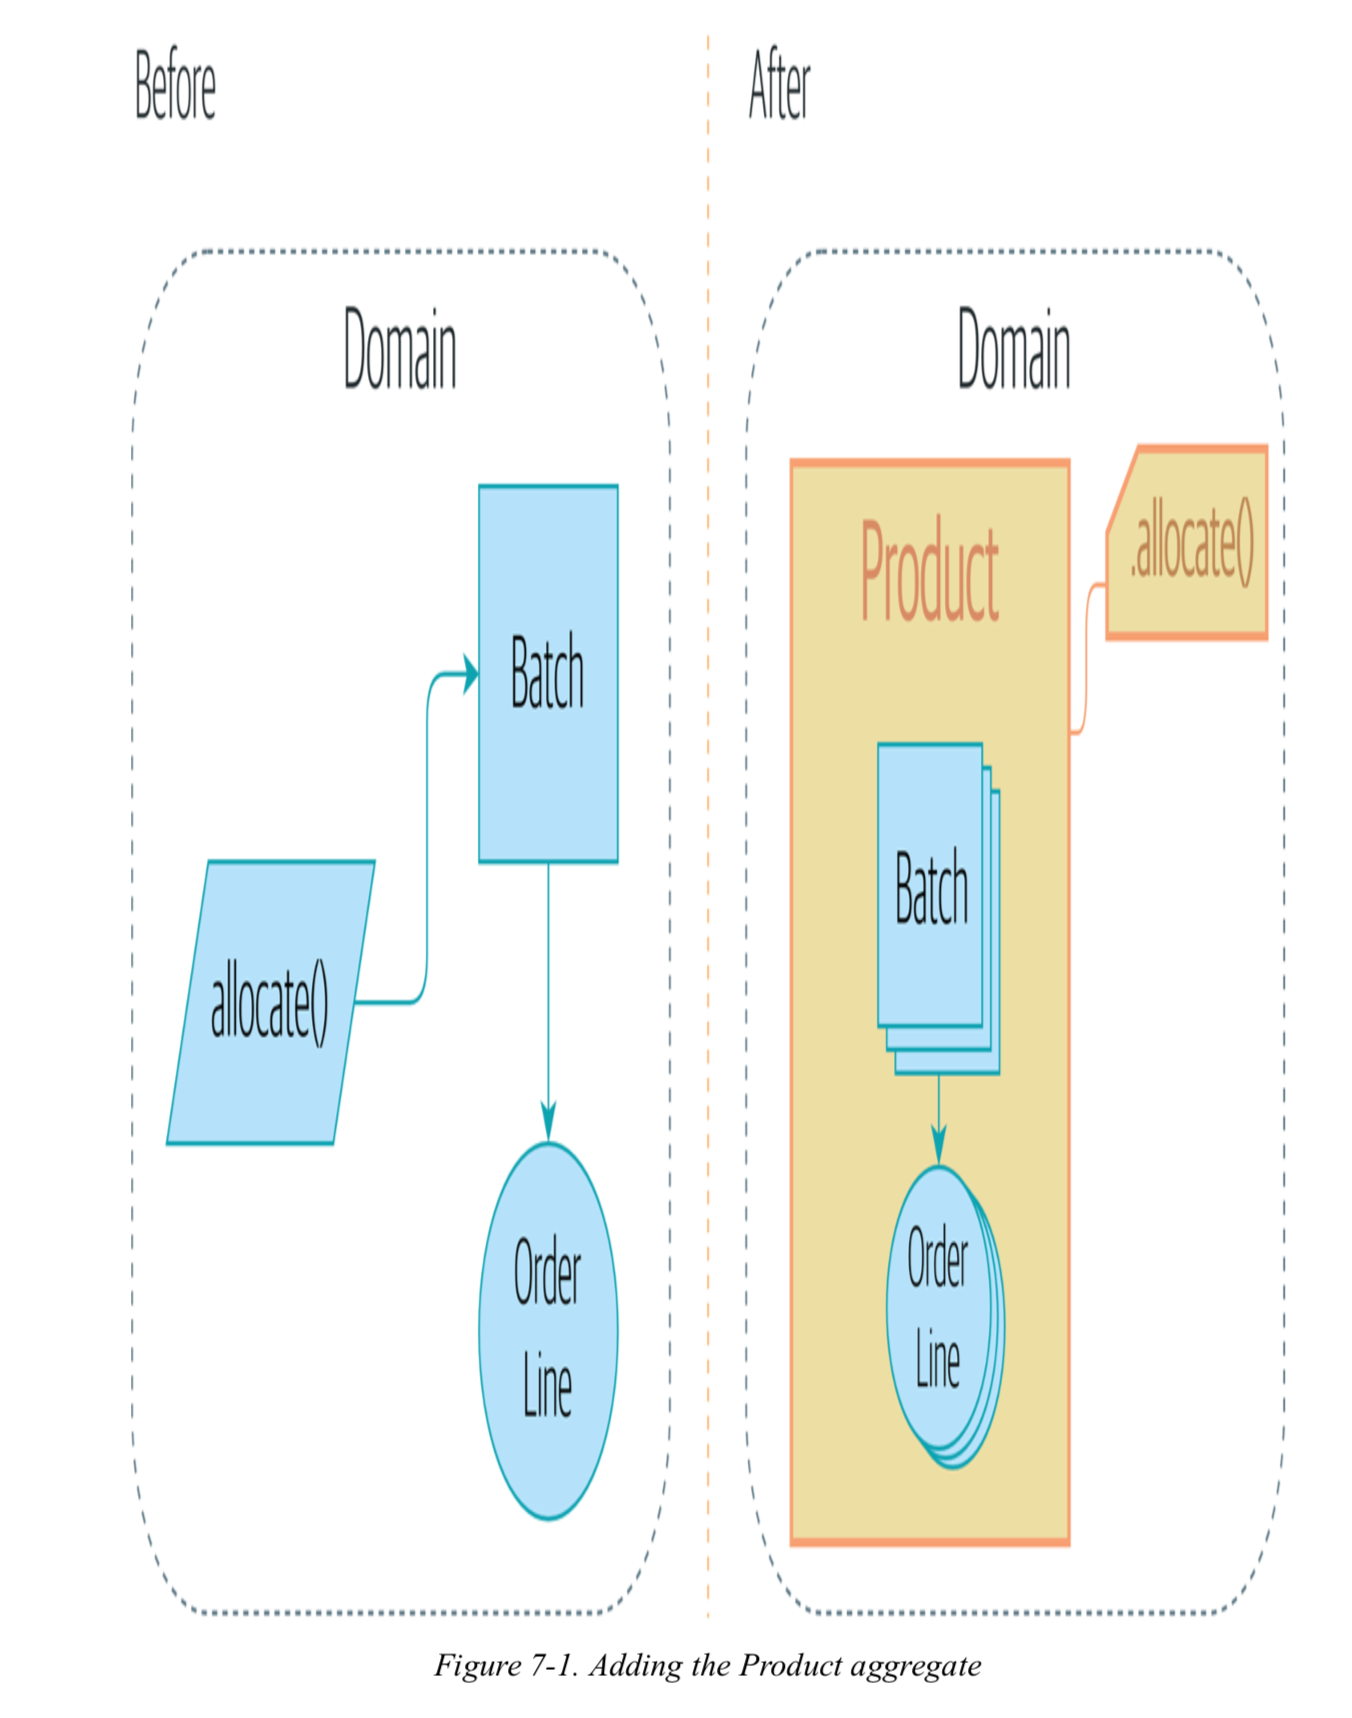 Before
Domain
Batch
allocate()
Order
Line
After
Domain
Product
.allocate()
Batch
Order
Line
Figure 7-1. Adding the Product aggregate